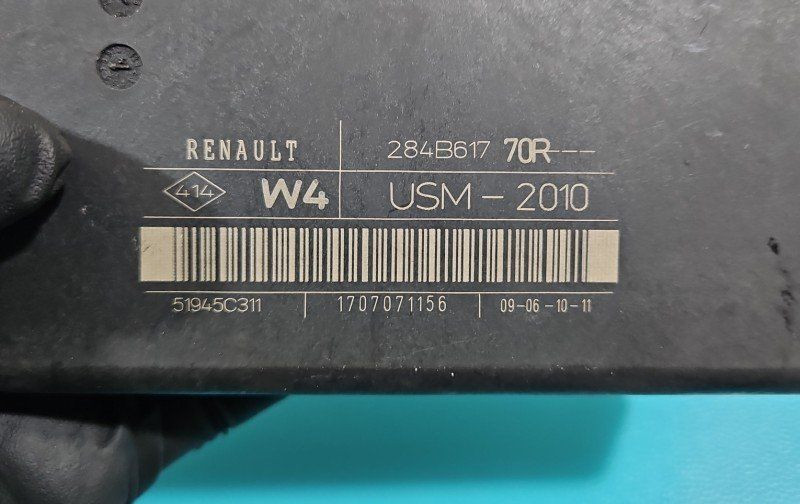 RENAULT 284B617 70R---
414 W4 USM - 2010
51945C311 1707071156 09-06-10-11